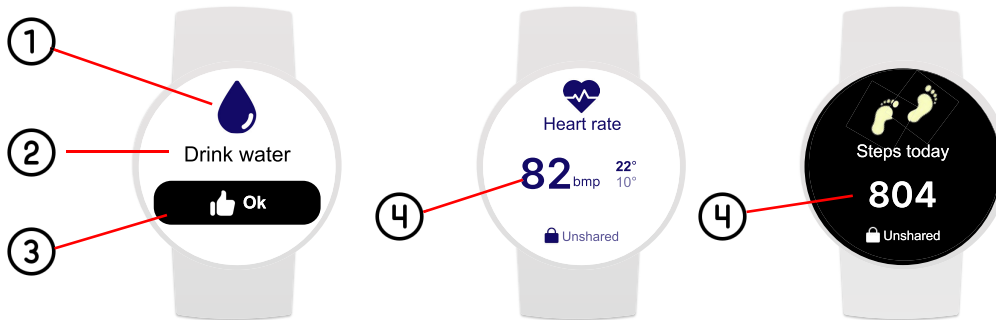 1
2
3
Drink water
Ok
4
Heart rate
82 bmp
22°
10°
Unshared
4
Steps today
804
Unshared